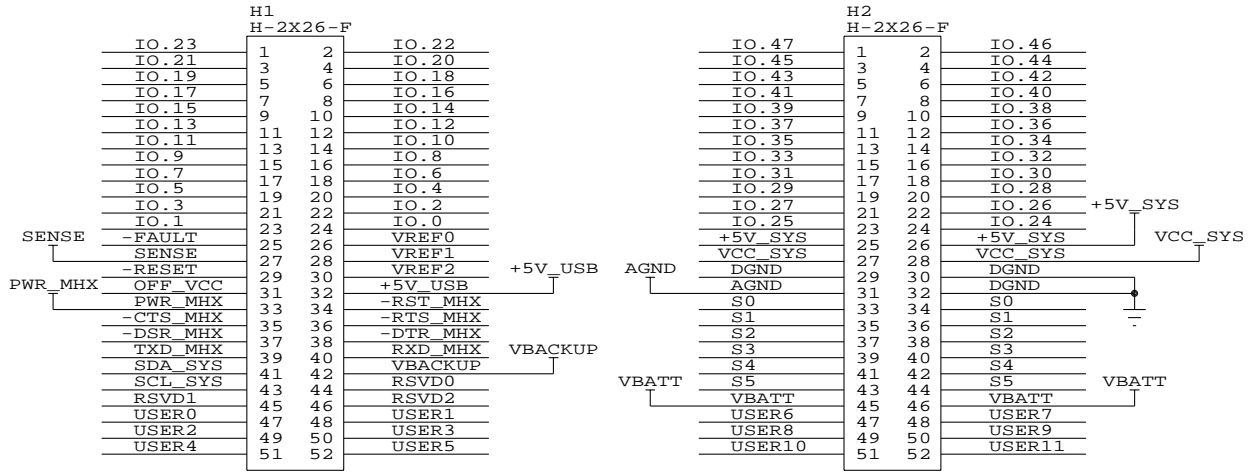 H1
H-2X26-F
IO.23 1 2 IO.22
IO.21 3 4 IO.20
IO.19 5 6 IO.18
IO.17 7 8 IO.16
IO.15 9 10 IO.14
IO.13 11 12 IO.12
IO.11 13 14 IO.10
IO.9 15 16 IO.8
IO.7 17 18 IO.6
IO.5 19 20 IO.4
IO.3 21 22 IO.2
IO.1 23 24 IO.0
SENSE
-FAULT 25 26 VREF0
SENSE 27 28 VREF1
-RESET 29 30 VREF2
+5V_USB
PWR_MHX
OFF_VCC 31 32 +5V_USB
PWR_MHX 33 34 -RST_MHX
-CTS_MHX 35 36 -RTS_MHX
-DSR_MHX 37 38 -DTR_MHX
TXD_MHX 39 40 RXD_MHX
VBACKUP
SDA_SYS 41 42 VBACKUP
SCL_SYS 43 44 RSVD0
RSVD1 45 46 RSVD2
USER0 47 48 USER1
USER2 49 50 USER3
USER4 51 52 USER5
H2
H-2X26-F
IO.47 1 2 IO.46
IO.45 3 4 IO.44
IO.43 5 6 IO.42
IO.41 7 8 IO.40
IO.39 9 10 IO.38
IO.37 11 12 IO.36
IO.35 13 14 IO.34
IO.33 15 16 IO.32
IO.31 17 18 IO.30
IO.29 19 20 IO.28
IO.27 21 22 IO.26
+5V_SYS
IO.25 23 24 IO.24
+5V_SYS 25 26 +5V_SYS
VCC_SYS
VCC_SYS 27 28 VCC_SYS
AGND
DGND 29 30 DGND
AGND 31 32 DGND
S0 33 34 S0
S1 35 36 S1
S2 37 38 S2
S3 39 40 S3
S4 41 42 S4
VBATT
S5 43 44 S5
VBATT
VBATT 45 46 VBATT
USER6 47 48 USER7
USER8 49 50 USER9
USER10 51 52 USER11